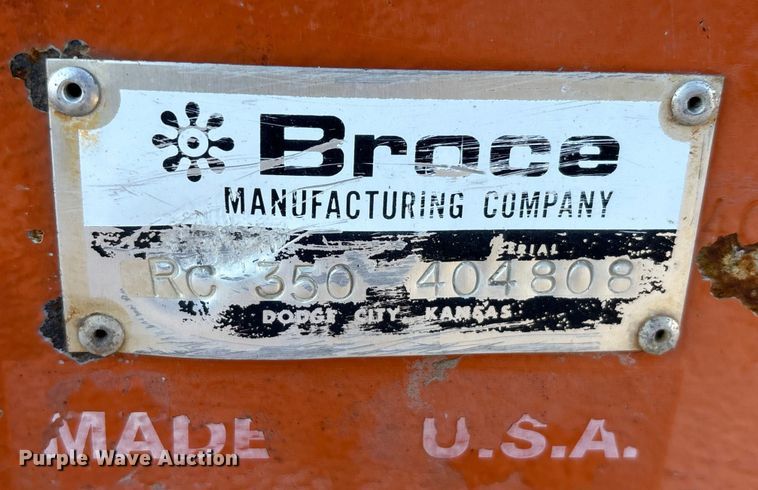 Broce
MANUFACTURING COMPANY
SERIAL
RC 350 404808
DODGE CITY, KANSAS
MADE U.S.A.
Purple Wave Auction